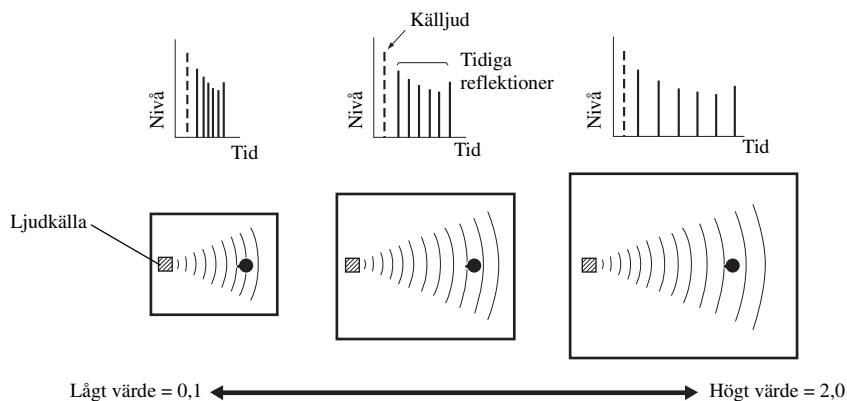 Källjud
Tidiga
reflektioner
Nivå
Tid
Nivå
Tid
Nivå
Tid
Ljudkälla
Lågt värde = 0,1
Högt värde = 2,0